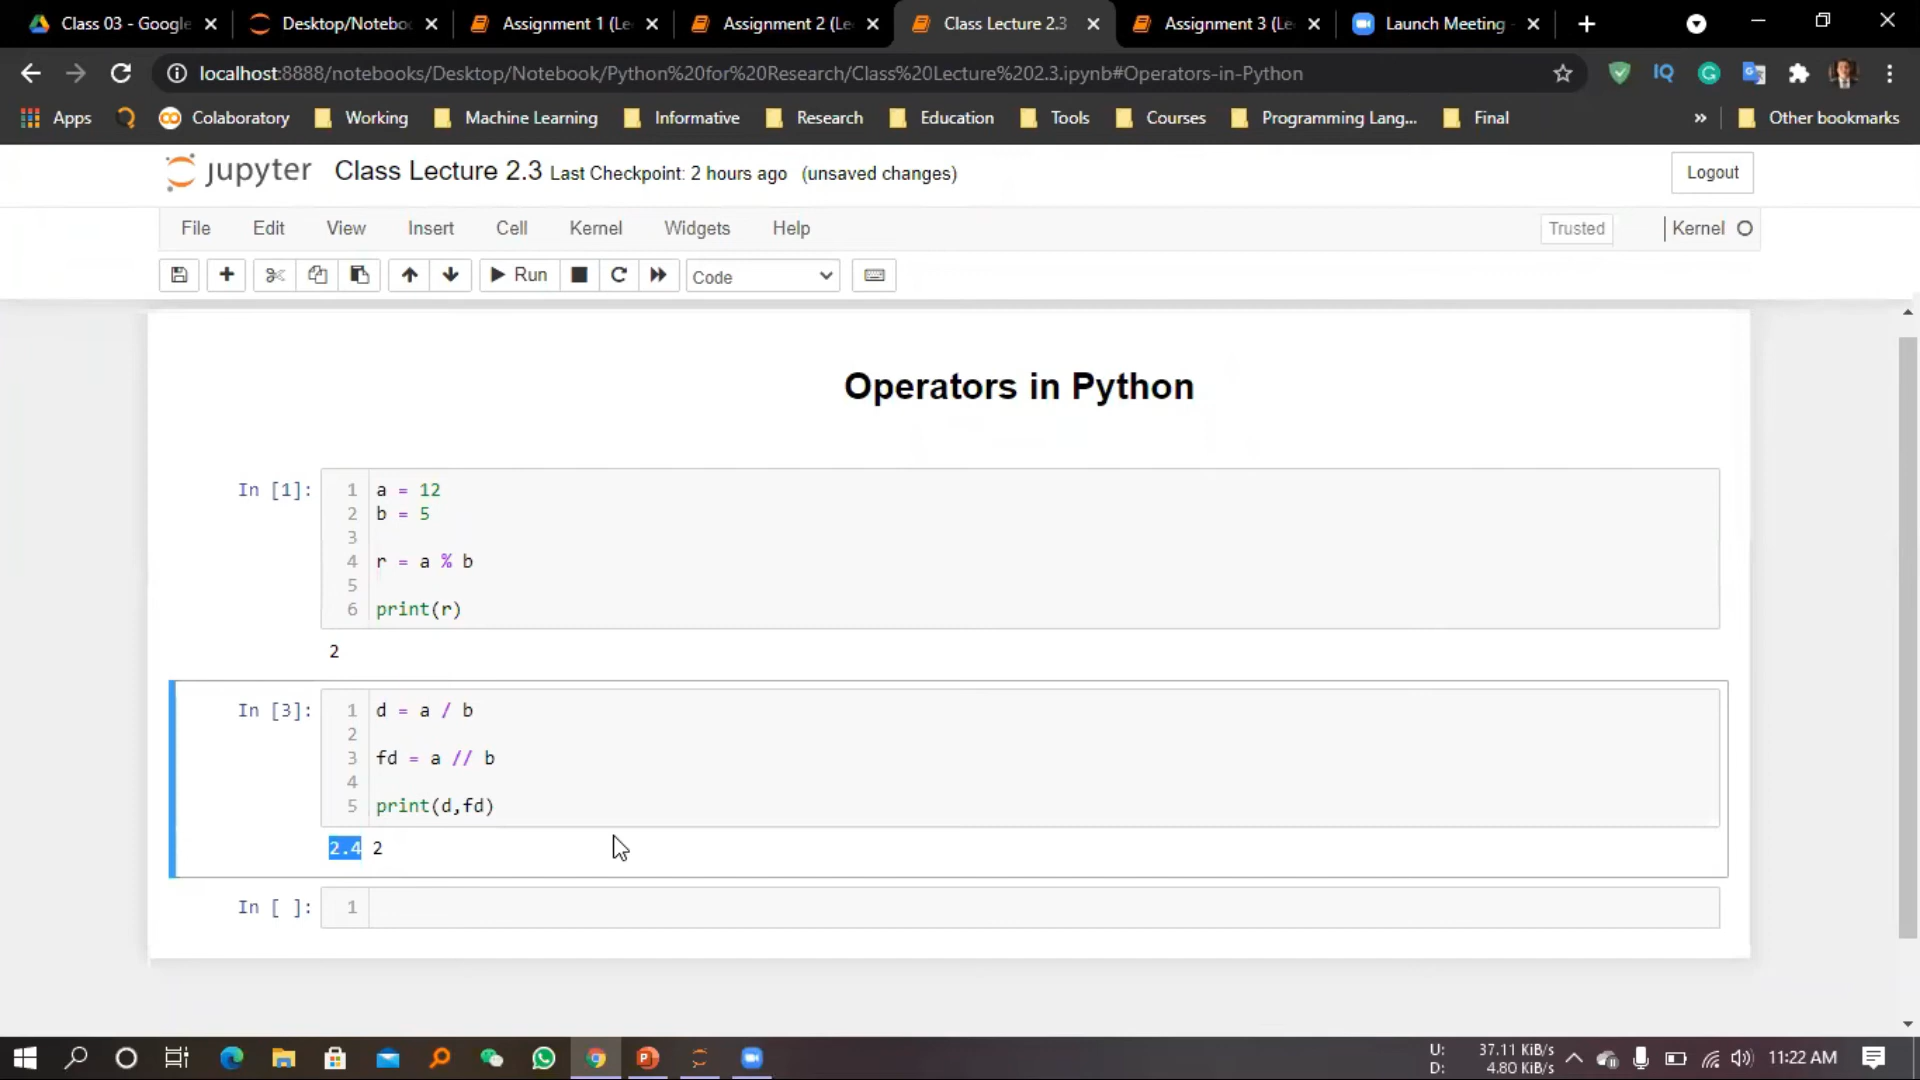 Class 03 - Google
Desktop/Notebo
Assignment 1 (Le
Assignment 2 (Le
Class Lecture 2.3
Assignment 3 (Le
Launch Meeting -
localhost:8888/notebooks/Desktop/Notebook/Python%20for%20Research/Class%20Lecture%202.3.ipynb#Operators-in-Python
IQ
Apps
Colaboratory
Working
Machine Learning
Informative
Research
Education
Tools
Courses
Programming Lang...
Final
»
Other bookmarks
jupyter
Class Lecture 2.3 Last Checkpoint: 2 hours ago (unsaved changes)
Logout
File
Edit
View
Insert
Cell
Kernel
Widgets
Help
Trusted
Kernel
Run
Code
Operators in Python
In [1]:
1 a = 12
2 b = 5
3
4 r = a % b
5
6 print(r)
2
In [3]:
1 d = a / b
2
3 fd = a // b
4
5 print(d,fd)
2.4 2
In [ ]:
1
U: 37.11 KiB/s
D: 4.80 KiB/s
11:22 AM